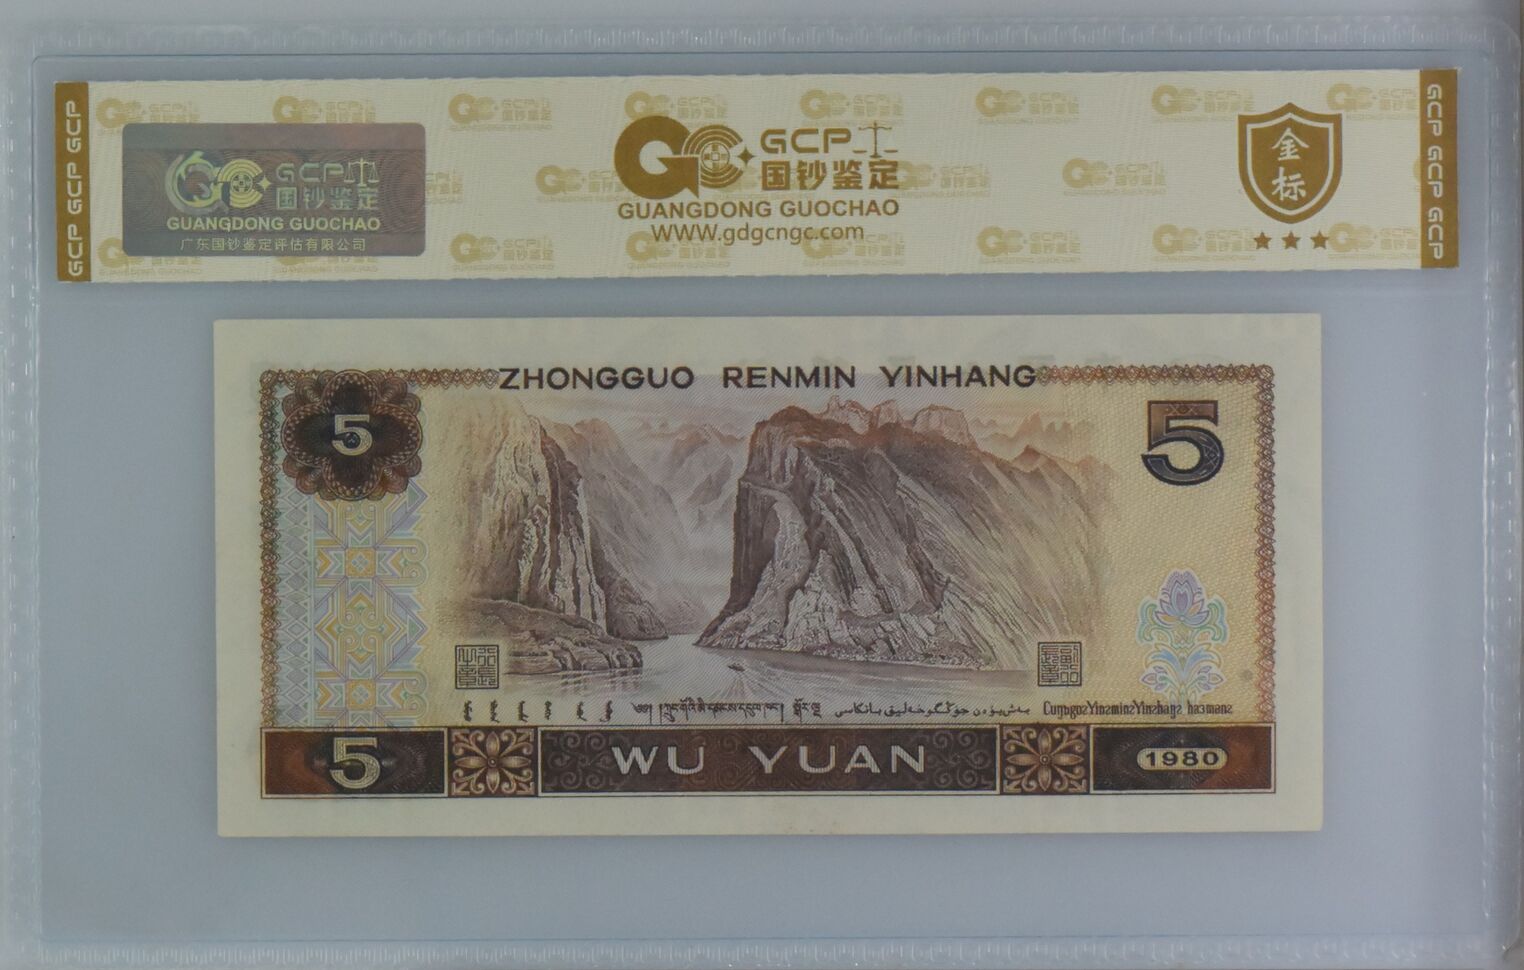 GCP GCP GCP
GCP
国钞鉴定
GUANGDONG GUOCHAO
广东国钞鉴定评估有限公司
GCP
国钞鉴定
GUANGDONG GUOCHAO
WWW.gdgcngc.com
金标
GCP GCP GCP
ZHONGGUO RENMIN YINHANG
5
5
5
WU YUAN
1980